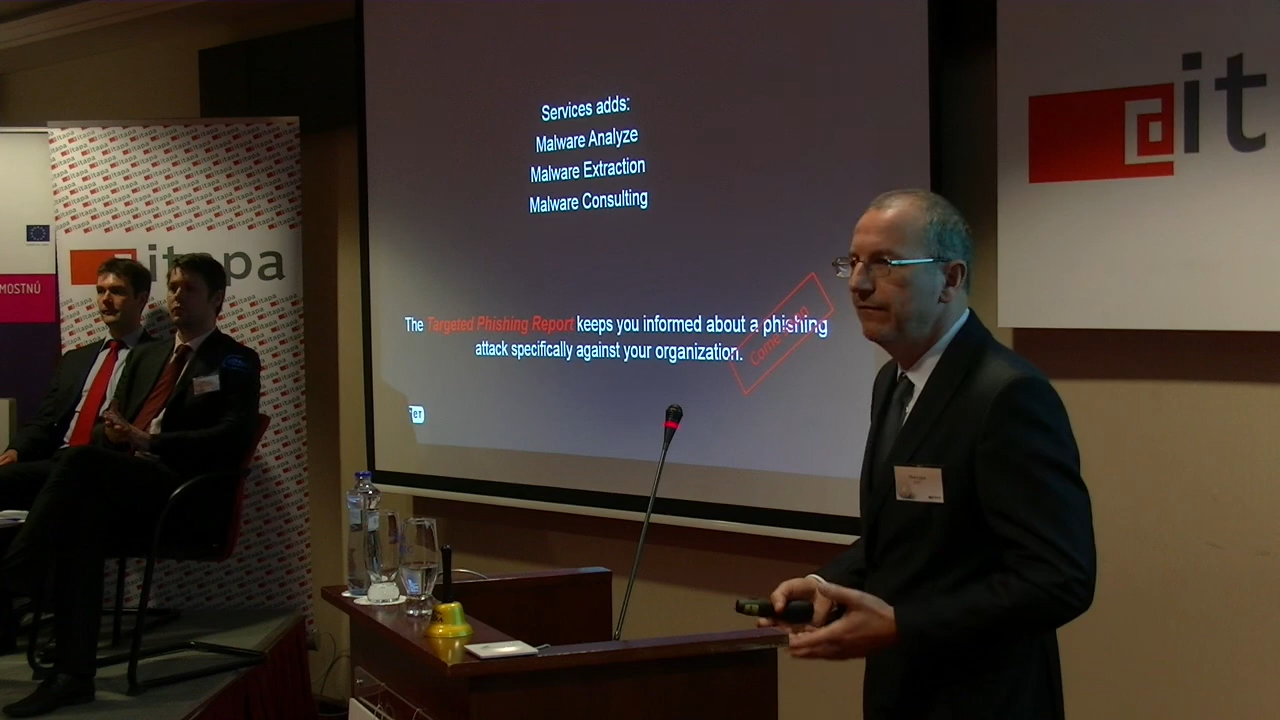 Services adds:
Malware Analyze
Malware Extraction
Malware Consulting
The Targeted Phishing Report keeps you informed about a phishing
attack specifically against your organization.
itapa
MOSTNÚ
it